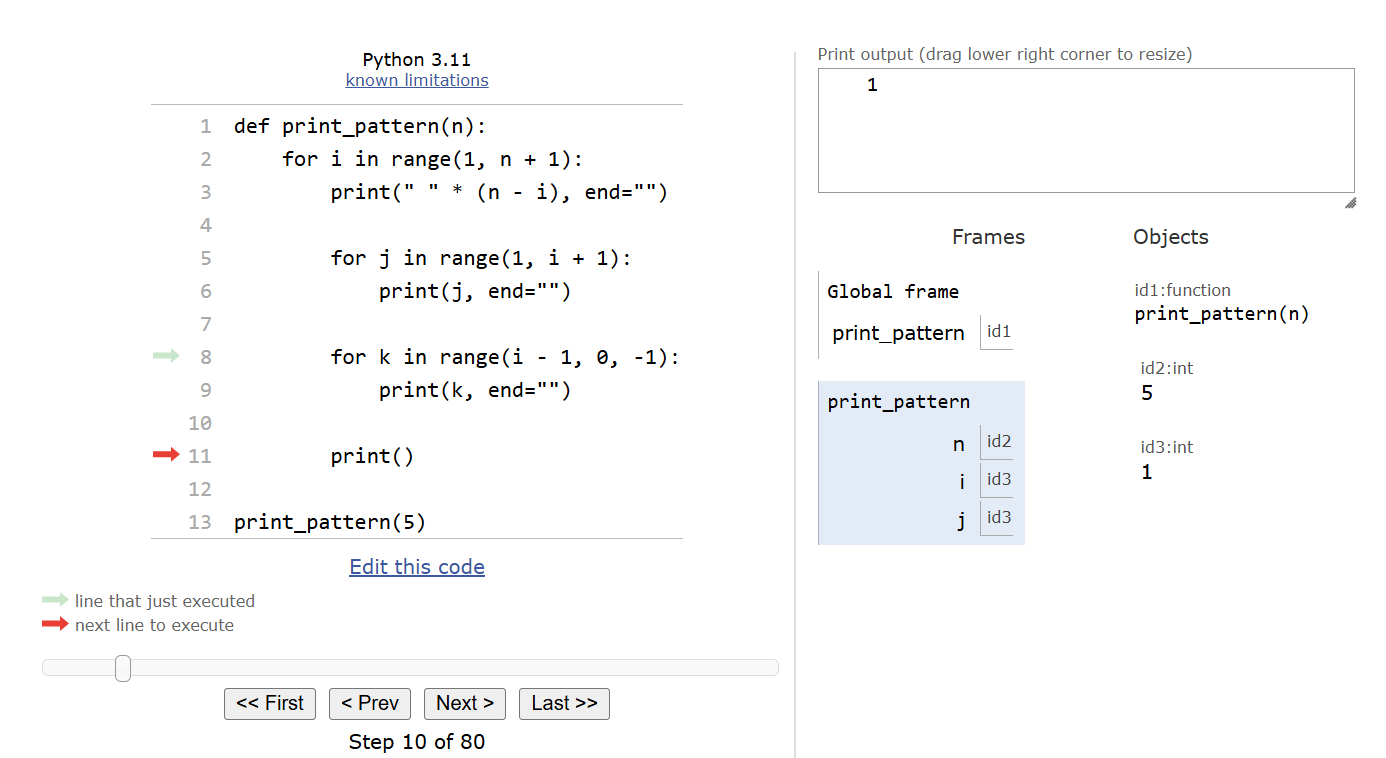 Python 3.11
known limitations
1 def print_pattern(n):
2     for i in range(1, n + 1):
3         print(" " * (n - i), end="")
4
5         for j in range(1, i + 1):
6             print(j, end="")
7
8         for k in range(i - 1, 0, -1):
9             print(k, end="")
10
11         print()
12
13 print_pattern(5)
Edit this code
line that just executed
next line to execute
<< First < Prev Next > Last >>
Step 10 of 80
Print output (drag lower right corner to resize)
    1
Frames Objects
Global frame
print_pattern id1
print_pattern
n id2
i id3
j id3
id1:function
print_pattern(n)
id2:int
5
id3:int
1